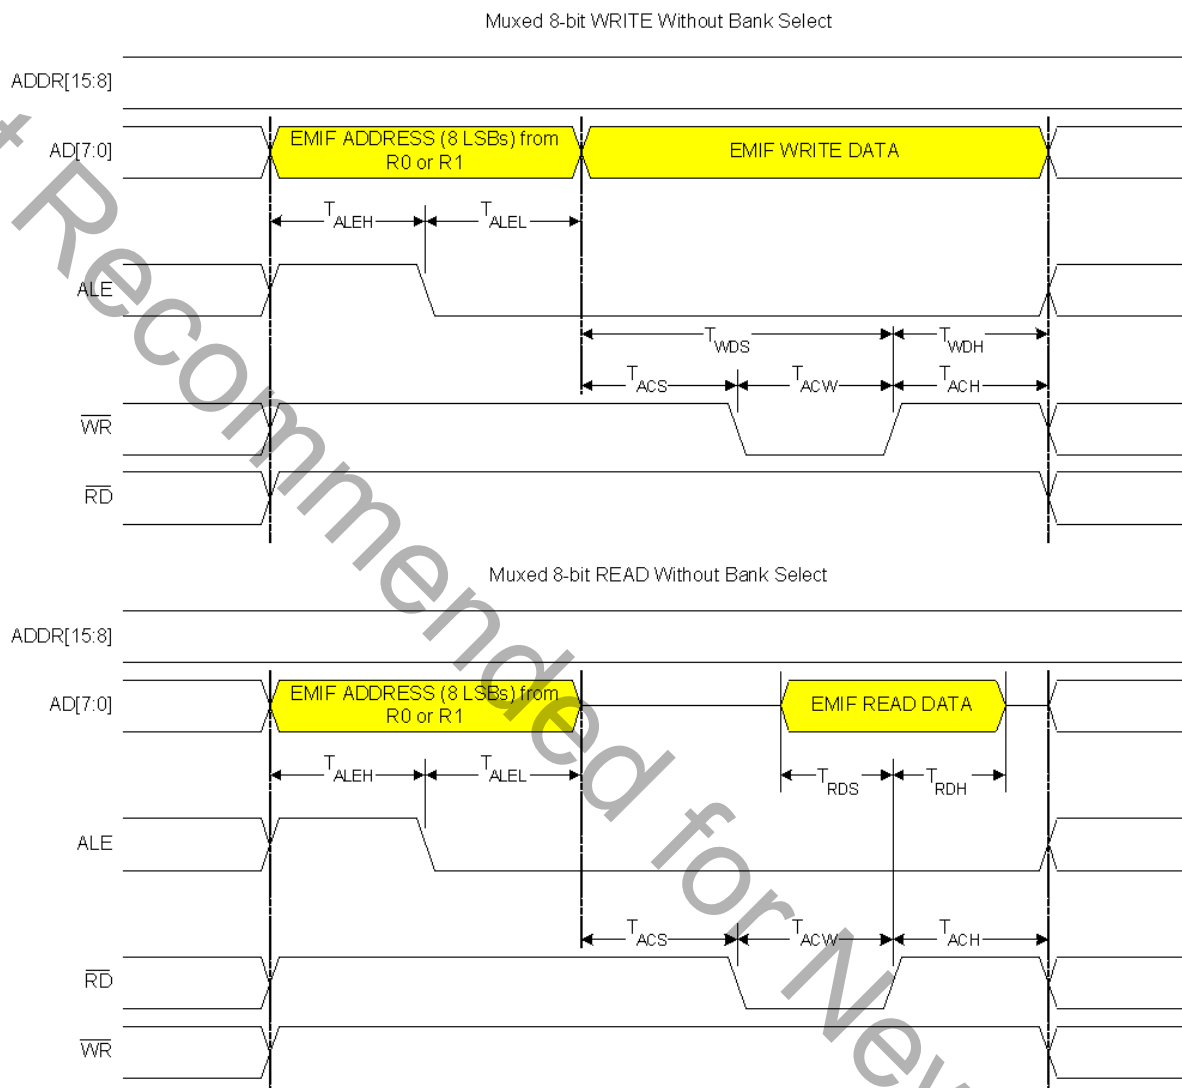 Muxed 8-bit WRITE Without Bank Select
ADDR[15:8]
AD[7:0]
EMIF ADDRESS (8 LSBs) from
R0 or R1
EMIF WRITE DATA
TALEH
TALEL
ALE
TWDS
TWDH
TACS
TACW
TACH
WR
RD
Muxed 8-bit READ Without Bank Select
ADDR[15:8]
AD[7:0]
EMIF ADDRESS (8 LSBs) from
R0 or R1
EMIF READ DATA
TALEH
TALEL
TRDS
TRDH
ALE
TACS
TACW
TACH
RD
WR
Recommended for New